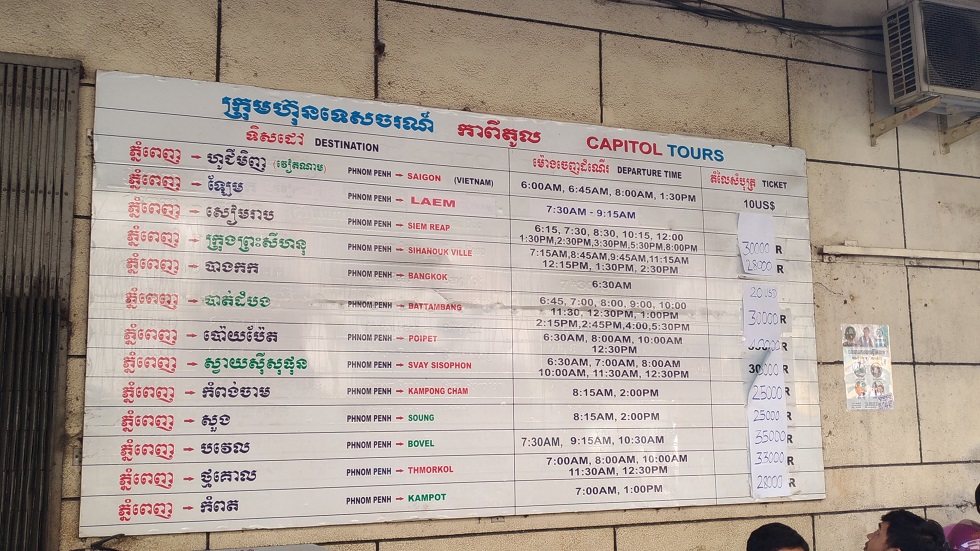 ក្រុមហ៊ុនទេសចរណ៍ កាពីតូល CAPITOL TOURS
ទិសដៅ DESTINATION ម៉ោងចេញដំណើរ DEPARTURE TIME តំលៃសំបុត្រ TICKET
ភ្នំពេញ → ហូជីមិញ (វៀតណាម) PHNOM PENH → SAIGON (VIETNAM) 6:00AM, 6:45AM, 8:00AM, 1:30PM 10US$
ភ្នំពេញ → ឡែម PHNOM PENH → LAEM 7:30AM - 9:15AM
ភ្នំពេញ → សៀមរាប PHNOM PENH → SIEM REAP 6:15, 7:30, 8:30, 10:15, 12:00 30000 R
1:30PM,2:30PM,3:30PM,5:30PM,8:00PM
ភ្នំពេញ → ក្រុងព្រះសីហនុ PHNOM PENH → SIHANOUK VILLE 7:15AM,8:45AM,9:45AM,11:15AM 28000 R
12:15PM, 1:30PM, 2:30PM
ភ្នំពេញ → បាងកក PHNOM PENH → BANGKOK 6:30AM 20 USD
ភ្នំពេញ → បាត់ដំបង PHNOM PENH → BATTAMBANG 6:45, 7:00, 8:00, 9:00, 10:00 30000 R
11:30, 12:30PM, 1:00PM
2:15PM,2:45PM,4:00,5:30PM
ភ្នំពេញ → ប៉ោយប៉ែត PHNOM PENH → POIPET 6:30AM, 8:00AM, 10:00AM R
12:30PM
ភ្នំពេញ → ស្វាយស៊ីសុផុន PHNOM PENH → SVAY SISOPHON 6:30AM, 7:00AM, 8:00AM 30000 R
10:00AM, 11:30AM, 12:30PM
ភ្នំពេញ → កំពង់ចាម PHNOM PENH → KAMPONG CHAM 8:15AM, 2:00PM 25000 R
ភ្នំពេញ → សួង PHNOM PENH → SOUNG 8:15AM, 2:00PM 25000 R
ភ្នំពេញ → បវេល PHNOM PENH → BOVEL 7:30AM, 9:15AM, 10:30AM 35000 R
ភ្នំពេញ → ថ្មគោល PHNOM PENH → THMORKOL 7:00AM, 8:00AM, 10:00AM 33000 R
11:30AM, 12:30PM
ភ្នំពេញ → កំពត PHNOM PENH → KAMPOT 7:00AM, 1:00PM 28000 R